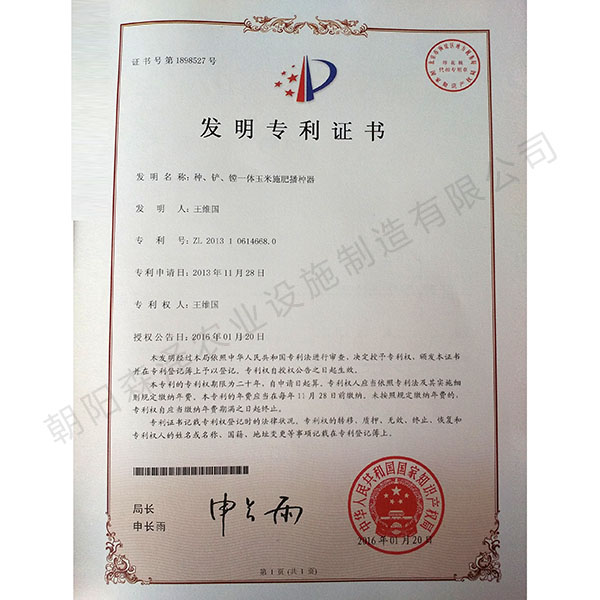 证书号第1898527号
发明专利证书
发明名称:种、铲、镗一体玉米施肥播种器
发明人:王维国
专利号:ZL 2013 1 0614668.0
专利申请日:2013年11月28日
专利权人:王维国
授权公告日:2016年01月20日
本发明经过本局依照中华人民共和国专利法进行审查,决定授予专利权,颁发本证书
并在专利登记簿上予以登记。专利权自授权公告之日起生效。
本专利的专利权期限为二十年,自申请日起算。专利权人应当依照专利法及其实施细
则规定缴纳年费。本专利的年费应当在每年11月28日前缴纳。未按照规定缴纳年费的,
专利权自应当缴纳年费期满之日起终止。
专利证书记载专利权登记时的法律状况。专利权的转移、质押、无效、终止、恢复和
专利权人的姓名或名称、国籍、地址变更等事项记载在专利登记簿上。
局长
申长雨
申长雨
中华人民共和国国家知识产权局
2016年01月20日
第1页(共1页)